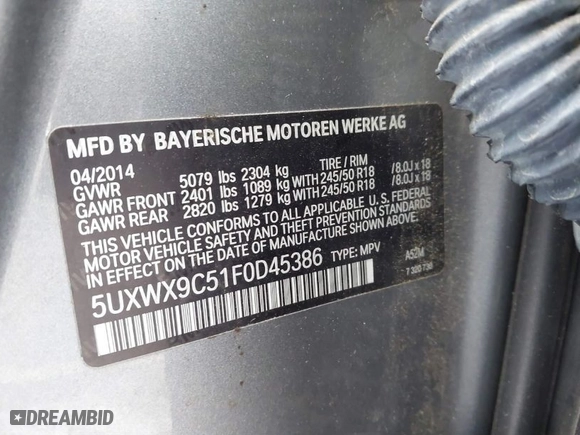 MFD BY BAYERISCHE MOTOREN WERKE AG
04/2014
TIRE / RIM
GVWR 5079 lbs 2304 kg
GAWR FRONT 2401 lbs 1089 kg WITH 245/50 R18 / 8.0J x 18
GAWR REAR 2820 lbs 1279 kg WITH 245/50 R18 / 8.0J x 18
THIS VEHICLE CONFORMS TO ALL APPLICABLE U. S. FEDERAL
MOTOR VEHICLE SAFETY AND THEFT PREVENTION STANDARDS
IN EFFECT ON THE DATE OF MANUFACTURE SHOWN ABOVE.
5UXWX9C51F0D45386 TYPE: MPV A52M
7 320 730
DREAMBID